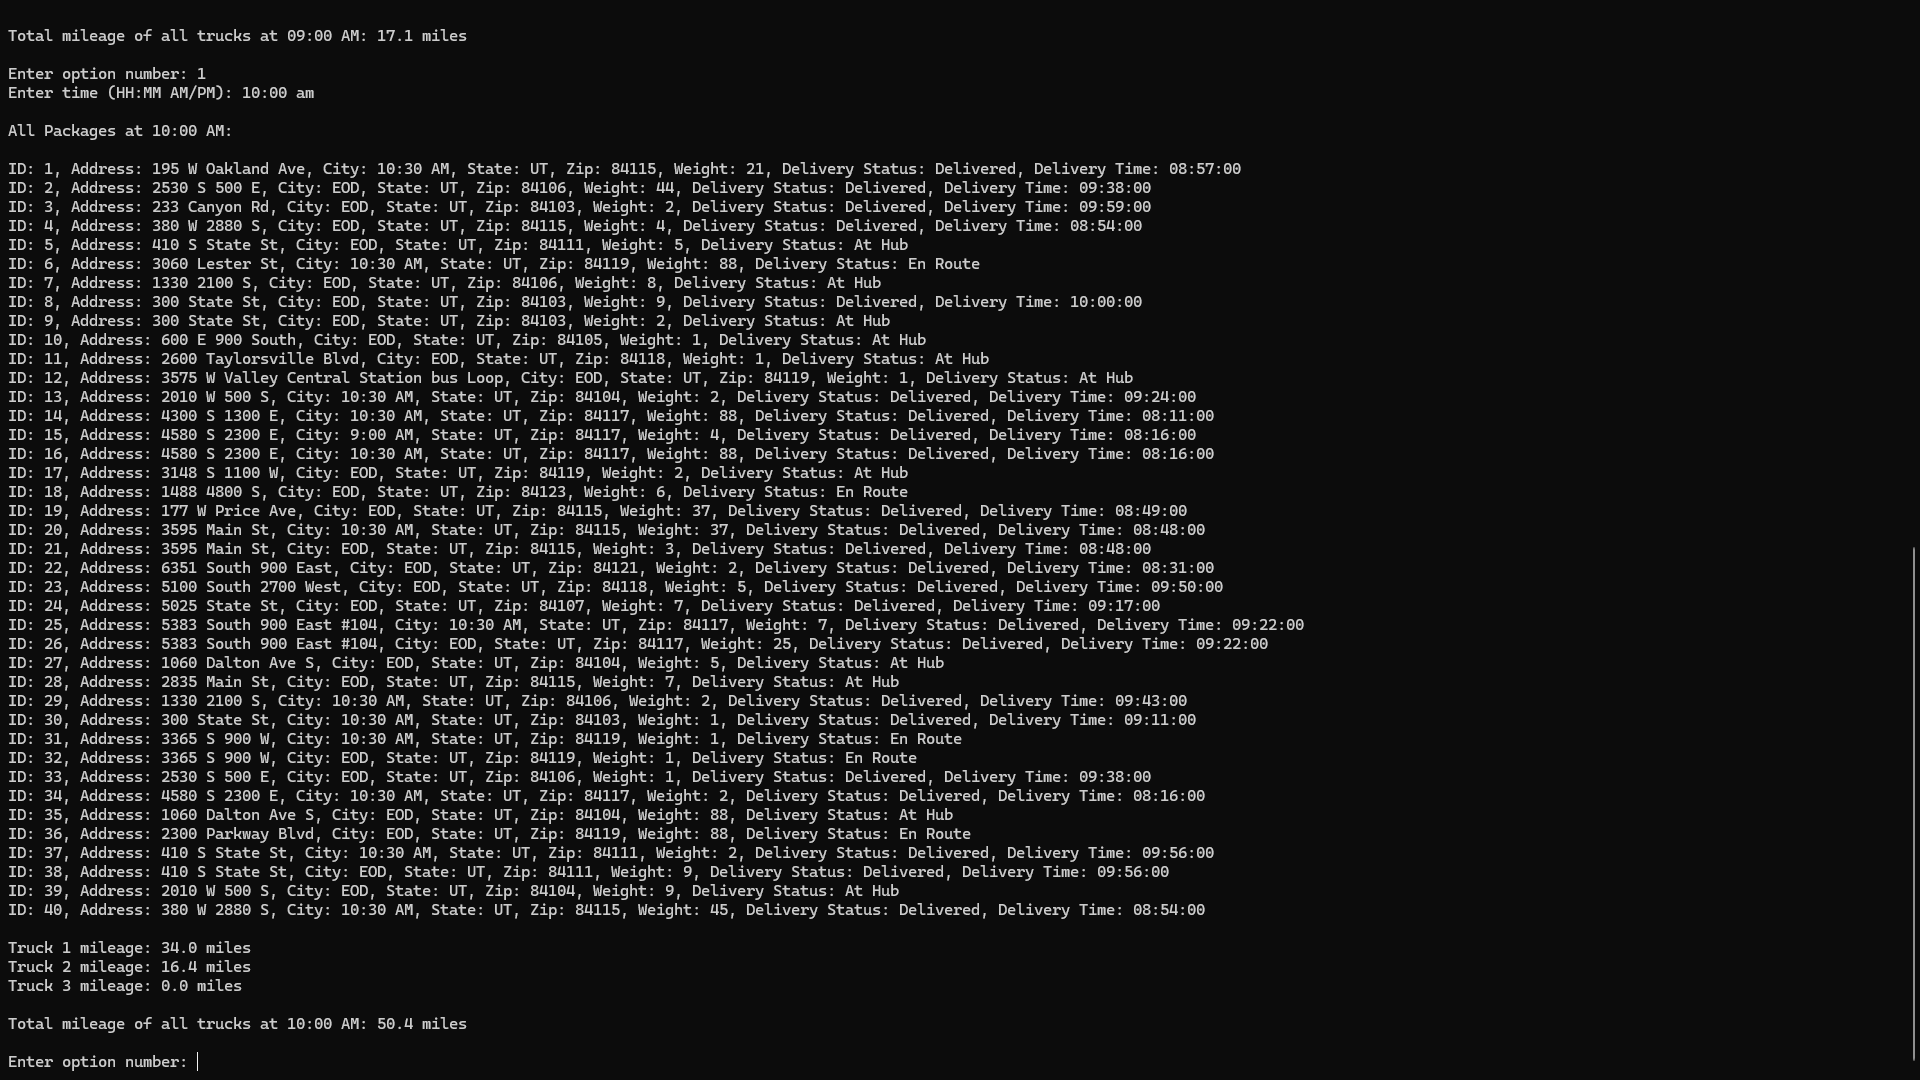 Total mileage of all trucks at 09:00 AM: 17.1 miles
Enter option number: 1
Enter time (HH:MM AM/PM): 10:00 am
All Packages at 10:00 AM:
ID: 1, Address: 195 W Oakland Ave, City: 10:30 AM, State: UT, Zip: 84115, Weight: 21, Delivery Status: Delivered, Delivery Time: 08:57:00
ID: 2, Address: 2530 S 500 E, City: EOD, State: UT, Zip: 84106, Weight: 44, Delivery Status: Delivered, Delivery Time: 09:38:00
ID: 3, Address: 233 Canyon Rd, City: EOD, State: UT, Zip: 84103, Weight: 2, Delivery Status: Delivered, Delivery Time: 09:59:00
ID: 4, Address: 380 W 2880 S, City: EOD, State: UT, Zip: 84115, Weight: 4, Delivery Status: Delivered, Delivery Time: 08:54:00
ID: 5, Address: 410 S State St, City: EOD, State: UT, Zip: 84111, Weight: 5, Delivery Status: At Hub
ID: 6, Address: 3060 Lester St, City: 10:30 AM, State: UT, Zip: 84119, Weight: 88, Delivery Status: En Route
ID: 7, Address: 1330 2100 S, City: EOD, State: UT, Zip: 84106, Weight: 8, Delivery Status: At Hub
ID: 8, Address: 300 State St, City: EOD, State: UT, Zip: 84103, Weight: 9, Delivery Status: Delivered, Delivery Time: 10:00:00
ID: 9, Address: 300 State St, City: EOD, State: UT, Zip: 84103, Weight: 2, Delivery Status: At Hub
ID: 10, Address: 600 E 900 South, City: EOD, State: UT, Zip: 84105, Weight: 1, Delivery Status: At Hub
ID: 11, Address: 2600 Taylorsville Blvd, City: EOD, State: UT, Zip: 84118, Weight: 1, Delivery Status: At Hub
ID: 12, Address: 3575 W Valley Central Station bus Loop, City: EOD, State: UT, Zip: 84119, Weight: 1, Delivery Status: At Hub
ID: 13, Address: 2010 W 500 S, City: 10:30 AM, State: UT, Zip: 84104, Weight: 2, Delivery Status: Delivered, Delivery Time: 09:24:00
ID: 14, Address: 4300 S 1300 E, City: 10:30 AM, State: UT, Zip: 84117, Weight: 88, Delivery Status: Delivered, Delivery Time: 08:11:00
ID: 15, Address: 4580 S 2300 E, City: 9:00 AM, State: UT, Zip: 84117, Weight: 4, Delivery Status: Delivered, Delivery Time: 08:16:00
ID: 16, Address: 4580 S 2300 E, City: 10:30 AM, State: UT, Zip: 84117, Weight: 88, Delivery Status: Delivered, Delivery Time: 08:16:00
ID: 17, Address: 3148 S 1100 W, City: EOD, State: UT, Zip: 84119, Weight: 2, Delivery Status: At Hub
ID: 18, Address: 1488 4800 S, City: EOD, State: UT, Zip: 84123, Weight: 6, Delivery Status: En Route
ID: 19, Address: 177 W Price Ave, City: EOD, State: UT, Zip: 84115, Weight: 37, Delivery Status: Delivered, Delivery Time: 08:49:00
ID: 20, Address: 3595 Main St, City: 10:30 AM, State: UT, Zip: 84115, Weight: 37, Delivery Status: Delivered, Delivery Time: 08:48:00
ID: 21, Address: 3595 Main St, City: EOD, State: UT, Zip: 84115, Weight: 3, Delivery Status: Delivered, Delivery Time: 08:48:00
ID: 22, Address: 6351 South 900 East, City: EOD, State: UT, Zip: 84121, Weight: 2, Delivery Status: Delivered, Delivery Time: 08:31:00
ID: 23, Address: 5100 South 2700 West, City: EOD, State: UT, Zip: 84118, Weight: 5, Delivery Status: Delivered, Delivery Time: 09:50:00
ID: 24, Address: 5025 State St, City: EOD, State: UT, Zip: 84107, Weight: 7, Delivery Status: Delivered, Delivery Time: 09:17:00
ID: 25, Address: 5383 South 900 East #104, City: 10:30 AM, State: UT, Zip: 84117, Weight: 7, Delivery Status: Delivered, Delivery Time: 09:22:00
ID: 26, Address: 5383 South 900 East #104, City: EOD, State: UT, Zip: 84117, Weight: 25, Delivery Status: Delivered, Delivery Time: 09:22:00
ID: 27, Address: 1060 Dalton Ave S, City: EOD, State: UT, Zip: 84104, Weight: 5, Delivery Status: At Hub
ID: 28, Address: 2835 Main St, City: EOD, State: UT, Zip: 84115, Weight: 7, Delivery Status: At Hub
ID: 29, Address: 1330 2100 S, City: 10:30 AM, State: UT, Zip: 84106, Weight: 2, Delivery Status: Delivered, Delivery Time: 09:43:00
ID: 30, Address: 300 State St, City: 10:30 AM, State: UT, Zip: 84103, Weight: 1, Delivery Status: Delivered, Delivery Time: 09:11:00
ID: 31, Address: 3365 S 900 W, City: 10:30 AM, State: UT, Zip: 84119, Weight: 1, Delivery Status: En Route
ID: 32, Address: 3365 S 900 W, City: EOD, State: UT, Zip: 84119, Weight: 1, Delivery Status: En Route
ID: 33, Address: 2530 S 500 E, City: EOD, State: UT, Zip: 84106, Weight: 1, Delivery Status: Delivered, Delivery Time: 09:38:00
ID: 34, Address: 4580 S 2300 E, City: 10:30 AM, State: UT, Zip: 84117, Weight: 2, Delivery Status: Delivered, Delivery Time: 08:16:00
ID: 35, Address: 1060 Dalton Ave S, City: EOD, State: UT, Zip: 84104, Weight: 88, Delivery Status: At Hub
ID: 36, Address: 2300 Parkway Blvd, City: EOD, State: UT, Zip: 84119, Weight: 88, Delivery Status: En Route
ID: 37, Address: 410 S State St, City: 10:30 AM, State: UT, Zip: 84111, Weight: 2, Delivery Status: Delivered, Delivery Time: 09:56:00
ID: 38, Address: 410 S State St, City: EOD, State: UT, Zip: 84111, Weight: 9, Delivery Status: Delivered, Delivery Time: 09:56:00
ID: 39, Address: 2010 W 500 S, City: EOD, State: UT, Zip: 84104, Weight: 9, Delivery Status: At Hub
ID: 40, Address: 380 W 2880 S, City: 10:30 AM, State: UT, Zip: 84115, Weight: 45, Delivery Status: Delivered, Delivery Time: 08:54:00
Truck 1 mileage: 34.0 miles
Truck 2 mileage: 16.4 miles
Truck 3 mileage: 0.0 miles
Total mileage of all trucks at 10:00 AM: 50.4 miles
Enter option number: